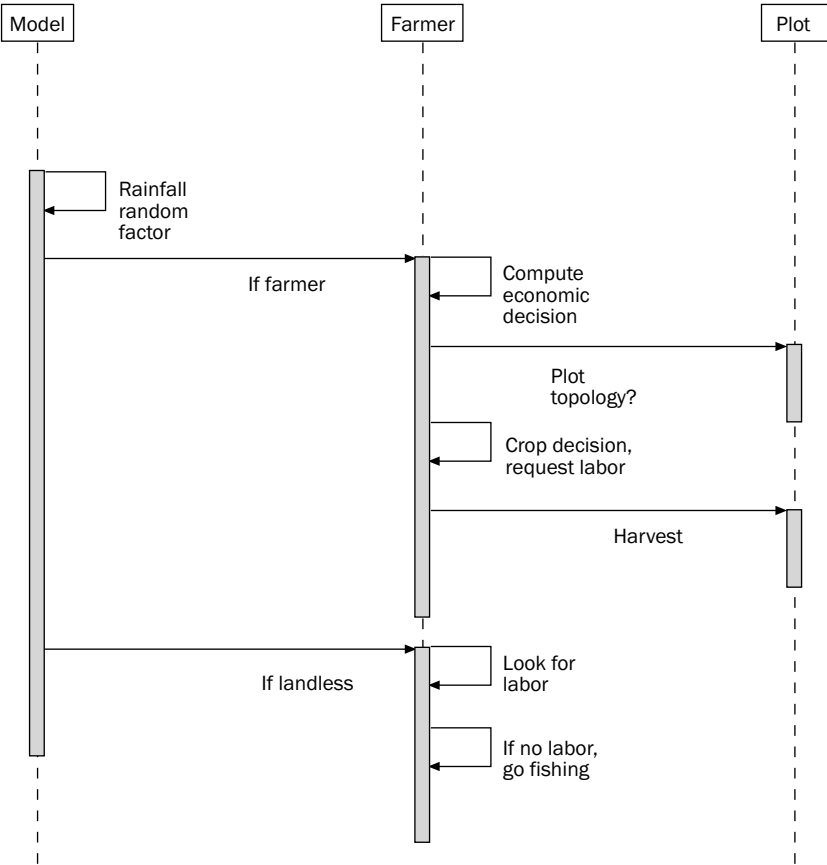 Model
Farmer
Plot
Rainfall
random
factor
If farmer
Compute
economic
decision
Plot
topology?
Crop decision,
request labor
Harvest
If landless
Look for
labor
If no labor,
go fishing